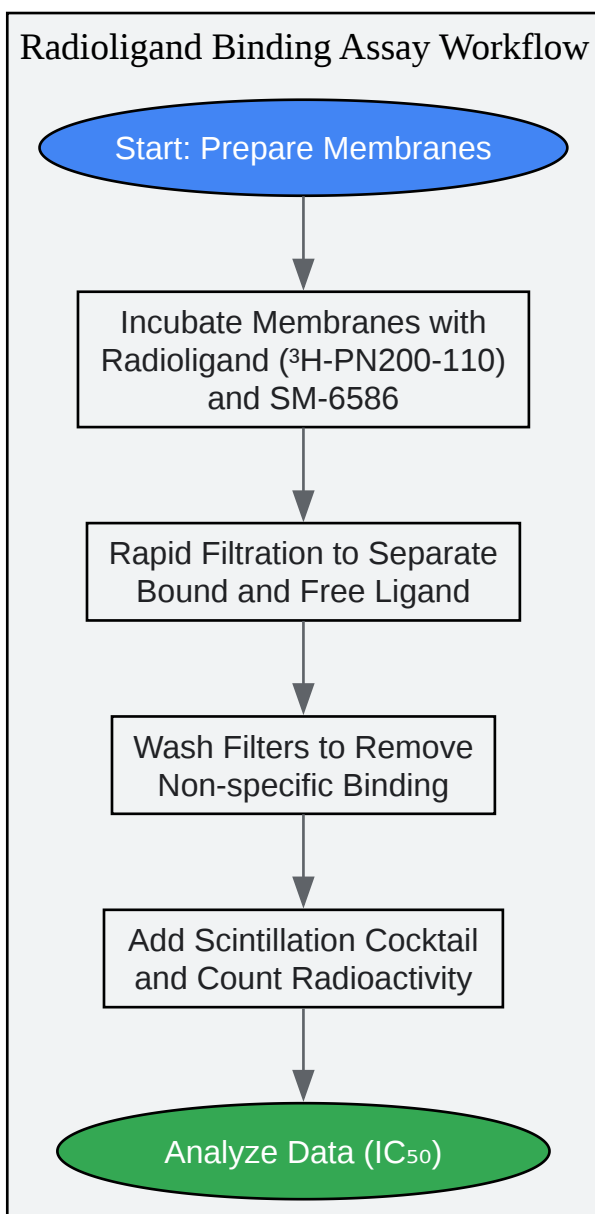 Radioligand Binding Assay Workflow
Start: Prepare Membranes
Incubate Membranes with
Radioligand (³H-PN200-110)
and SM-6586
Rapid Filtration to Separate
Bound and Free Ligand
Wash Filters to Remove
Non-specific Binding
Add Scintillation Cocktail
and Count Radioactivity
Analyze Data (IC₅₀)